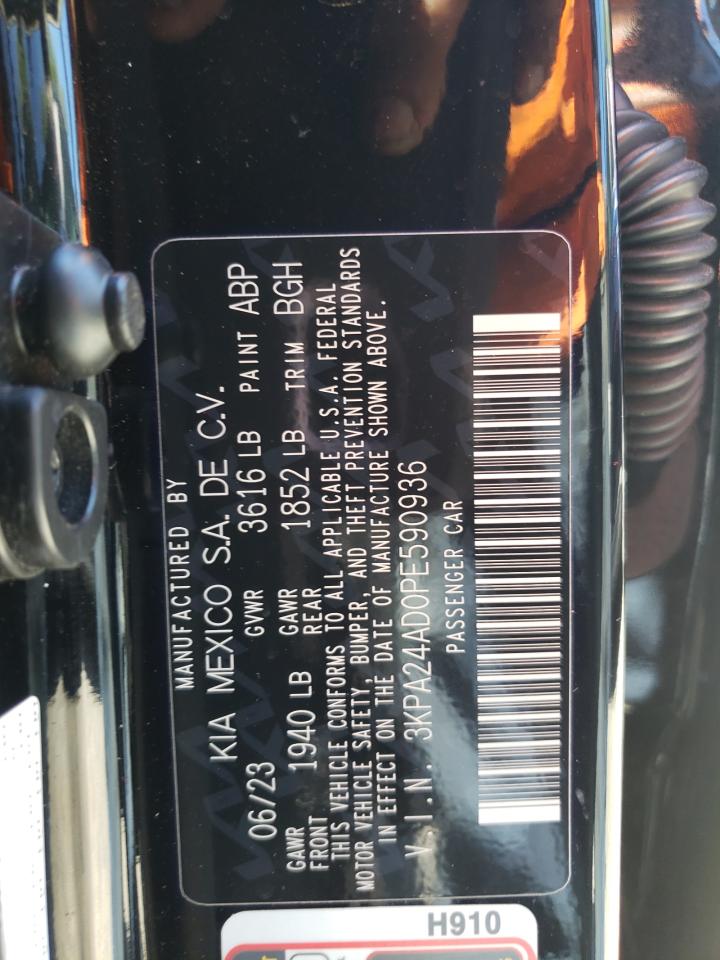 MANUFACTURED BY
KIA MEXICO S.A. DE C.V.
06/23 GVWR 3616 LB PAINT ABP
GAWR FRONT 1940 LB GAWR REAR 1852 LB TRIM BGH
THIS VEHICLE CONFORMS TO ALL APPLICABLE U.S.A. FEDERAL
MOTOR VEHICLE SAFETY, BUMPER, AND THEFT PREVENTION STANDARDS
IN EFFECT ON THE DATE OF MANUFACTURE SHOWN ABOVE.
V.I.N. 3KPA24AD0PE590936
PASSENGER CAR
H910